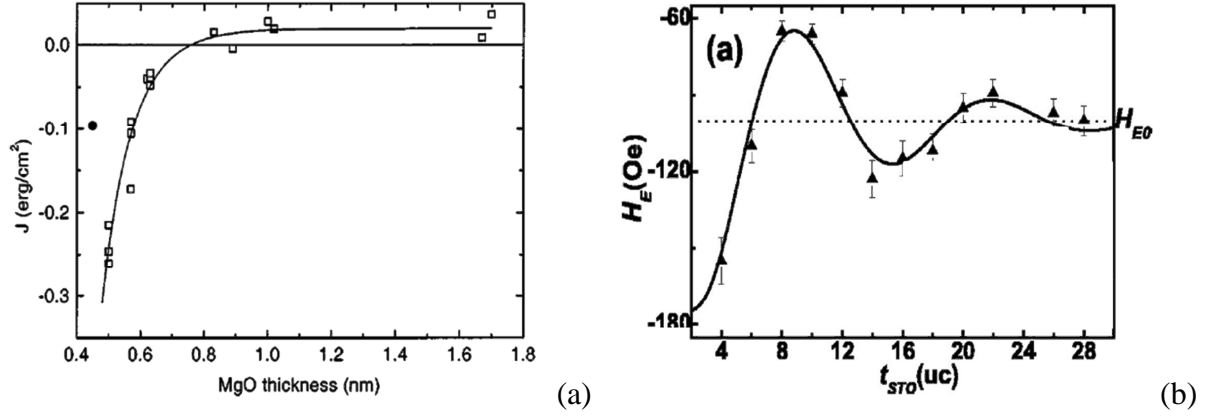 0.0
-0.1
-0.2
-0.3
J (erg/cm²)
0.4 0.6 0.8 1.0 1.2 1.4 1.6 1.8
MgO thickness (nm)
(a)
-60
-120
-180
H_E(Oe)
(a)
H_E0
4 8 12 16 20 24 28
t_STO(uc)
(b)